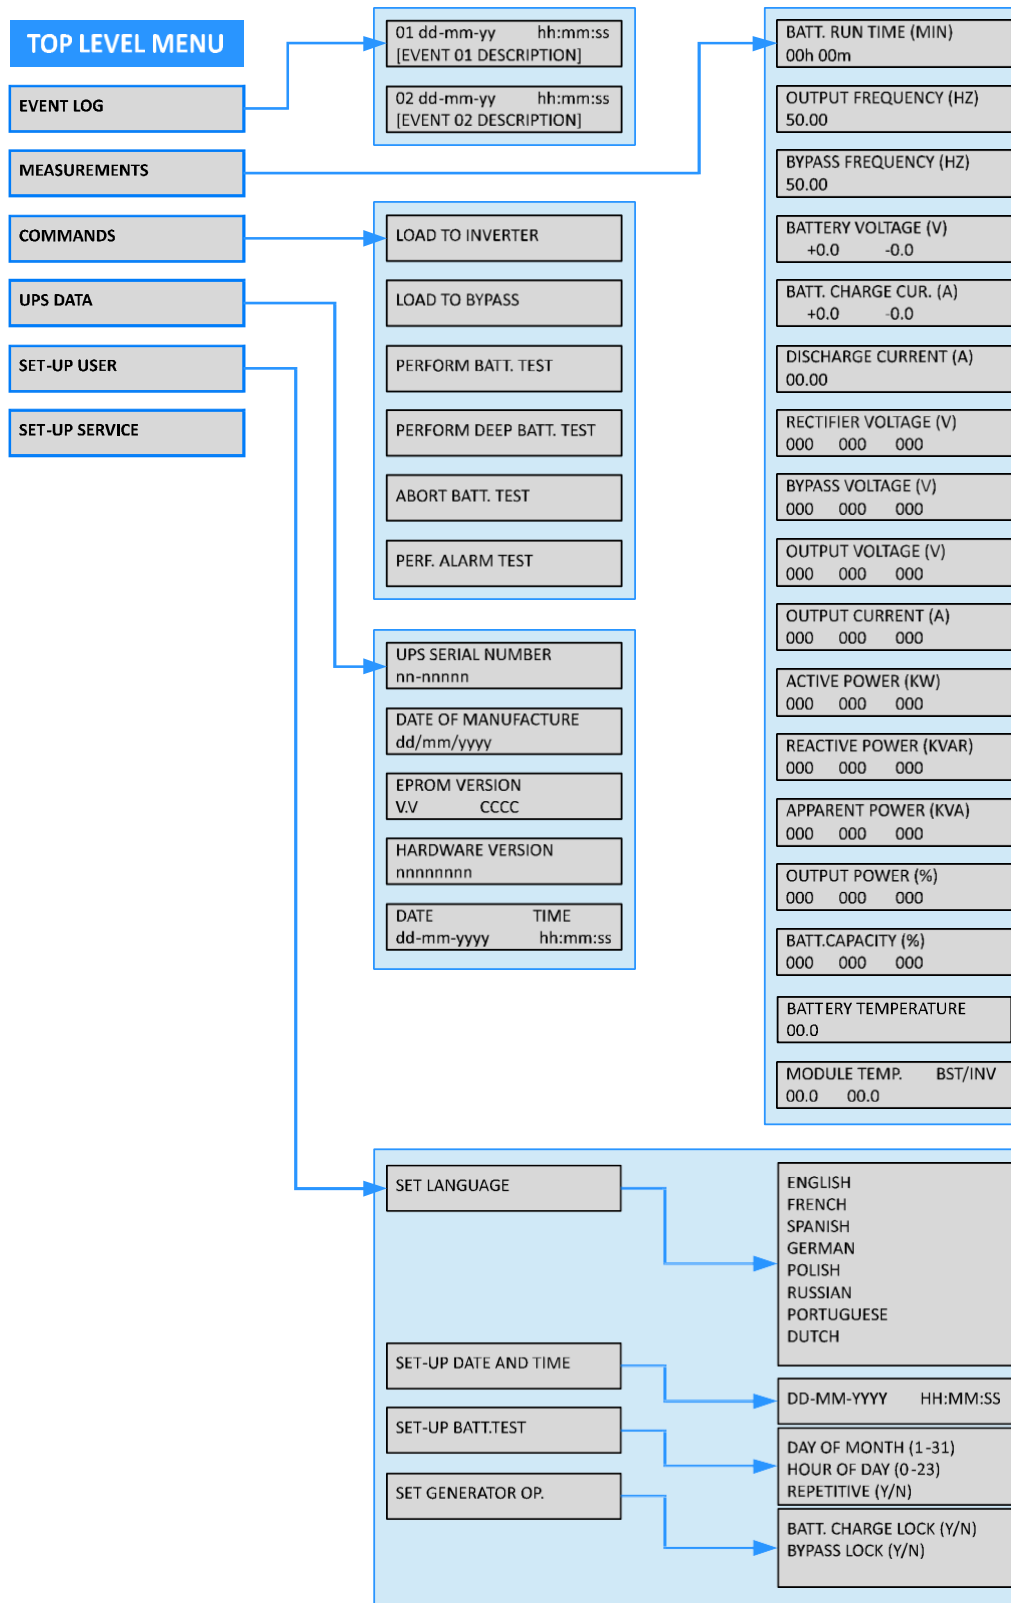 TOP LEVEL MENU
EVENT LOG
MEASUREMENTS
COMMANDS
UPS DATA
SET-UP USER
SET-UP SERVICE
01 dd-mm-yy hh:mm:ss
[EVENT 01 DESCRIPTION]
02 dd-mm-yy hh:mm:ss
[EVENT 02 DESCRIPTION]
LOAD TO INVERTER
LOAD TO BYPASS
PERFORM BATT. TEST
PERFORM DEEP BATT. TEST
ABORT BATT. TEST
PERF. ALARM TEST
UPS SERIAL NUMBER
nn-nnnnn
DATE OF MANUFACTURE
dd/mm/yyyy
EPROM VERSION
V.V CCCC
HARDWARE VERSION
nnnnnnnn
DATE TIME
dd-mm-yyyy hh:mm:ss
BATT. RUN TIME (MIN)
00h 00m
OUTPUT FREQUENCY (HZ)
50.00
BYPASS FREQUENCY (HZ)
50.00
BATTERY VOLTAGE (V)
+0.0 -0.0
BATT. CHARGE CUR. (A)
+0.0 -0.0
DISCHARGE CURRENT (A)
00.00
RECTIFIER VOLTAGE (V)
000 000 000
BYPASS VOLTAGE (V)
000 000 000
OUTPUT VOLTAGE (V)
000 000 000
OUTPUT CURRENT (A)
000 000 000
ACTIVE POWER (KW)
000 000 000
REACTIVE POWER (KVAR)
000 000 000
APPARENT POWER (KVA)
000 000 000
OUTPUT POWER (%)
000 000 000
BATT.CAPACITY (%)
000 000 000
BATTERY TEMPERATURE
00.0
MODULE TEMP. BST/INV
00.0 00.0
SET LANGUAGE
ENGLISH
FRENCH
SPANISH
GERMAN
POLISH
RUSSIAN
PORTUGUESE
DUTCH
SET-UP DATE AND TIME
DD-MM-YYYY HH:MM:SS
SET-UP BATT.TEST
DAY OF MONTH (1-31)
HOUR OF DAY (0-23)
REPETITIVE (Y/N)
SET GENERATOR OP.
BATT. CHARGE LOCK (Y/N)
BYPASS LOCK (Y/N)